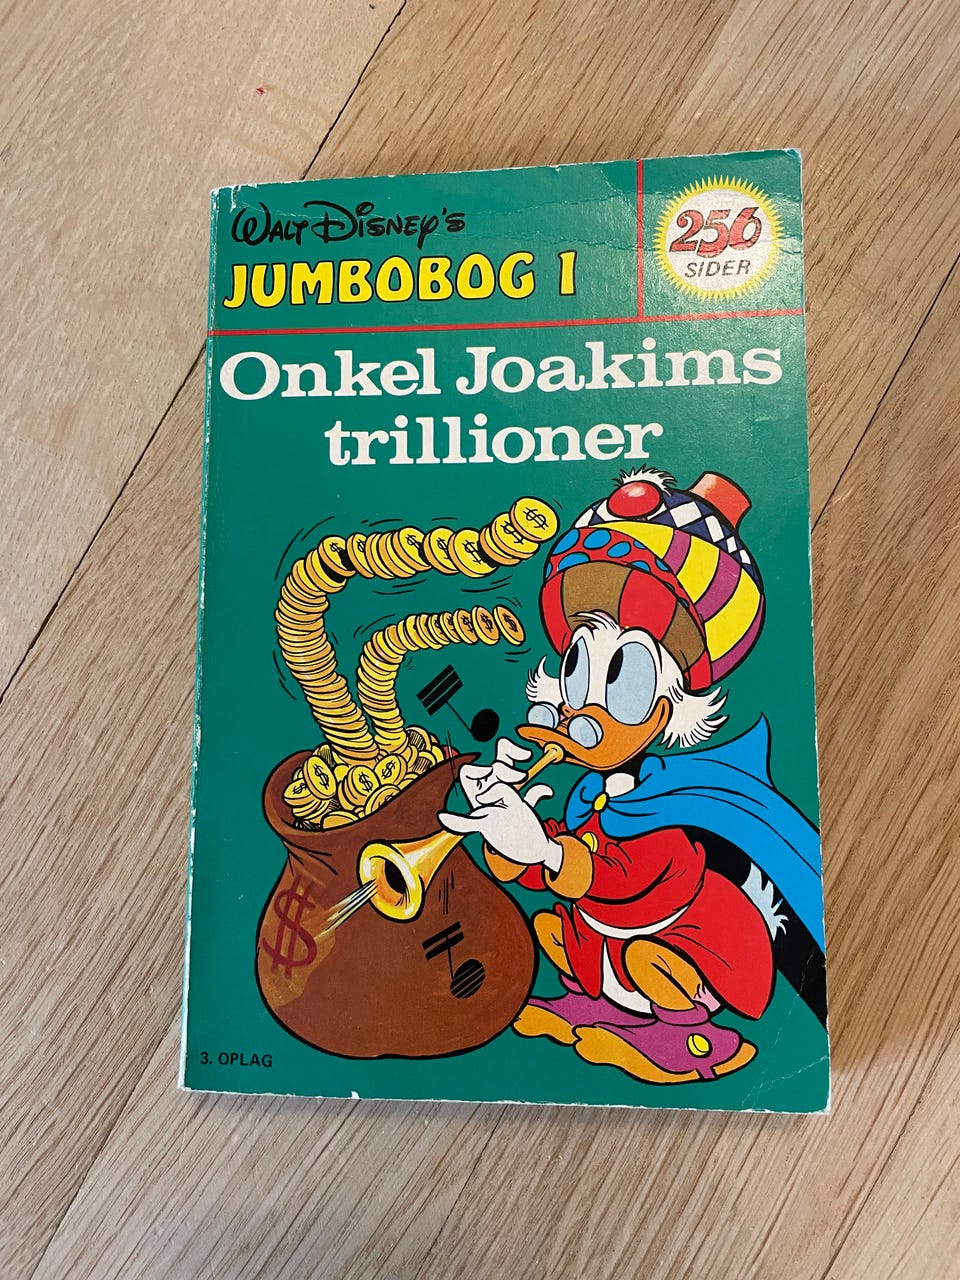 WALT DISNEY'S
JUMBOBOG 1
256
SIDER
Onkel Joakims
trillioner
$
3. OPLAG